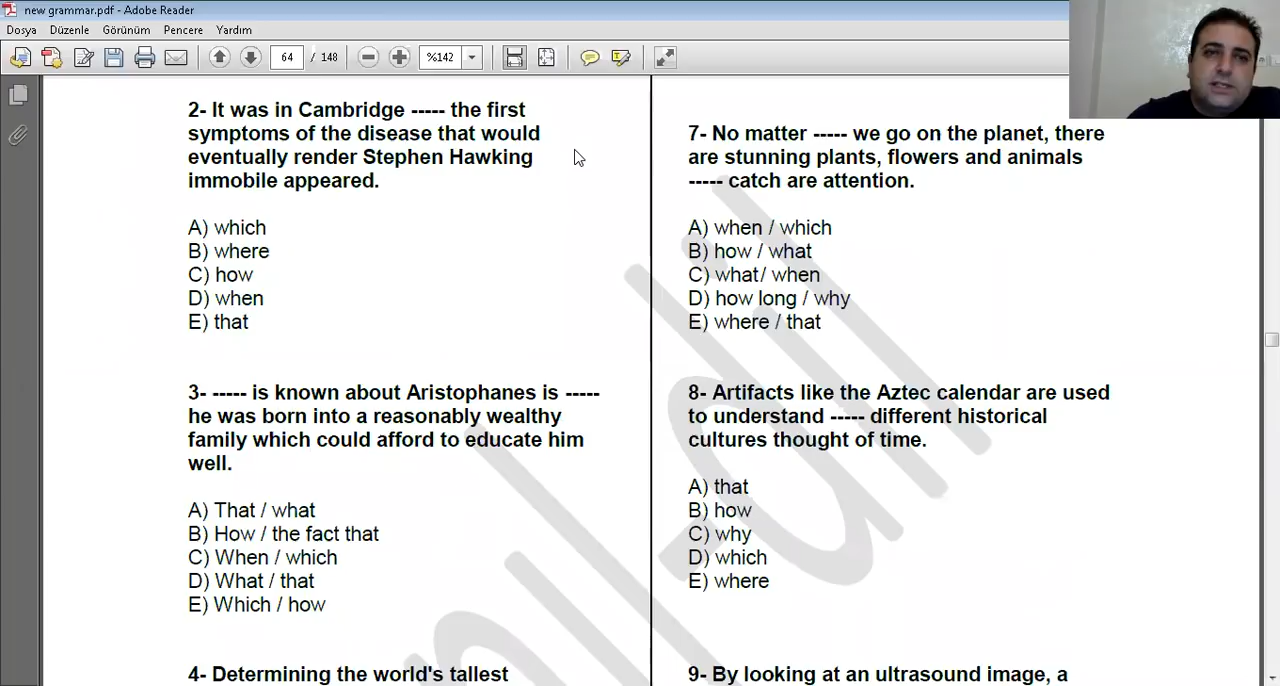 new grammar.pdf - Adobe Reader
Dosya Düzenle Görünüm Pencere Yardım
64 / 148 %142
2- It was in Cambridge ----- the first
symptoms of the disease that would
eventually render Stephen Hawking
immobile appeared.
A) which
B) where
C) how
D) when
E) that
3- ----- is known about Aristophanes is -----
he was born into a reasonably wealthy
family which could afford to educate him
well.
A) That / what
B) How / the fact that
C) When / which
D) What / that
E) Which / how
4- Determining the world's tallest
7- No matter ----- we go on the planet, there
are stunning plants, flowers and animals
----- catch are attention.
A) when / which
B) how / what
C) what / when
D) how long / why
E) where / that
8- Artifacts like the Aztec calendar are used
to understand ----- different historical
cultures thought of time.
A) that
B) how
C) why
D) which
E) where
9- By looking at an ultrasound image, a